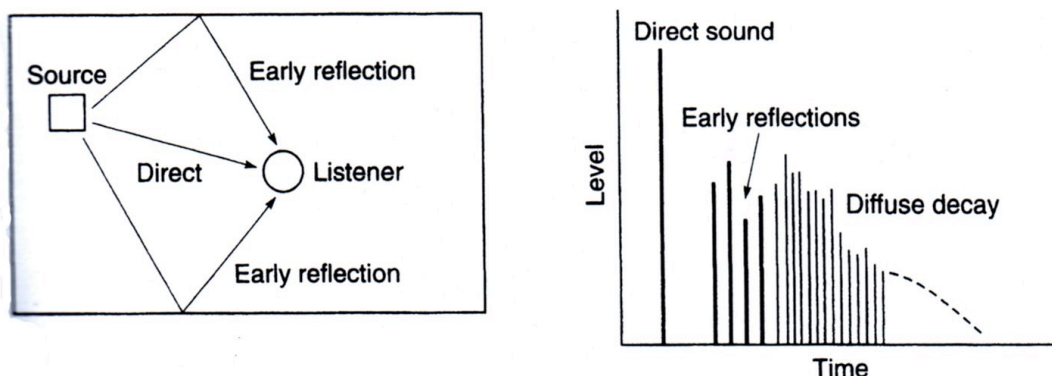 Source
Early reflection
Direct
Listener
Early reflection
Direct sound
Early reflections
Diffuse decay
Level
Time